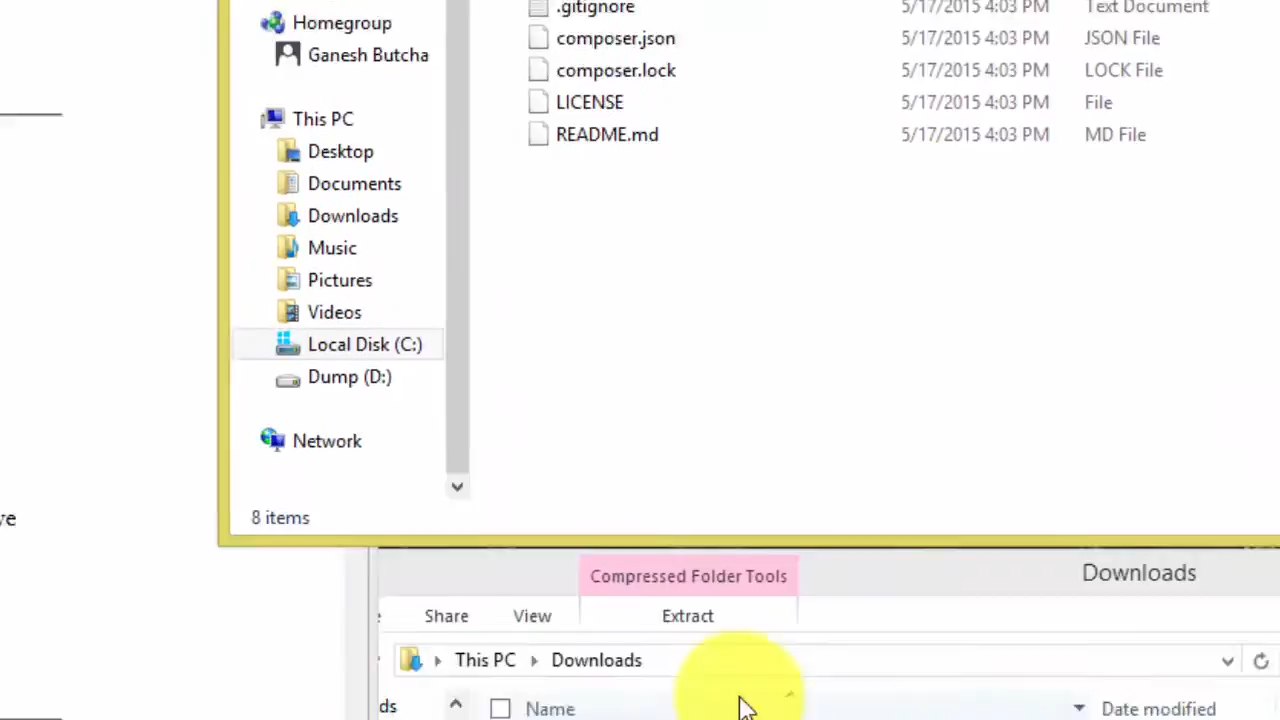 Homegroup
Ganesh Butcha
This PC
Desktop
Documents
Downloads
Music
Pictures
Videos
Local Disk (C:)
Dump (D:)
Network
.gitignore 5/17/2015 4:03 PM Text Document
composer.json 5/17/2015 4:03 PM JSON File
composer.lock 5/17/2015 4:03 PM LOCK File
LICENSE 5/17/2015 4:03 PM File
README.md 5/17/2015 4:03 PM MD File
8 items
ve
Compressed Folder Tools
Downloads
Share View Extract
This PC Downloads
ds
Name
Date modified